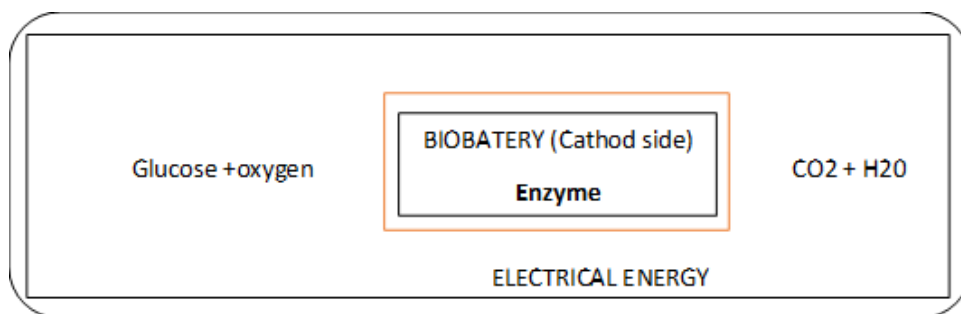 BIOBATERY (Cathod side)
Glucose +oxygen
CO2 + H20
Enzyme
ELECTRICAL ENERGY